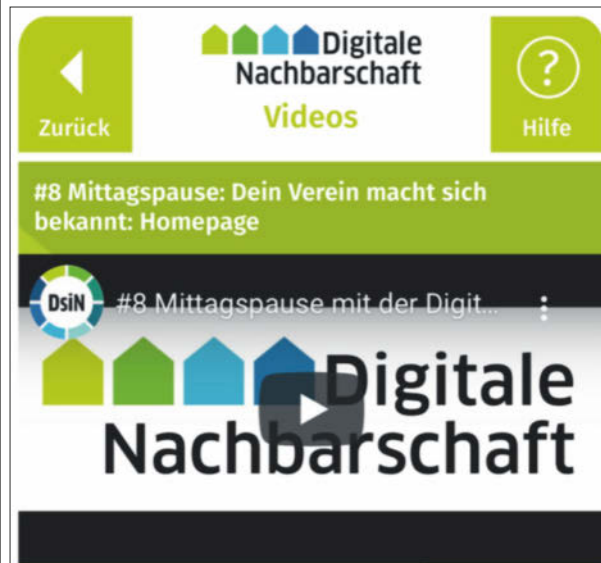 Digitale
Nachbarschaft
Videos
Zurück
?
Hilfe
#8 Mittagspause: Dein Verein macht sich
bekannt: Homepage
DsiN
#8 Mittagspause mit der Digit...
Digitale
Nachbarschaft